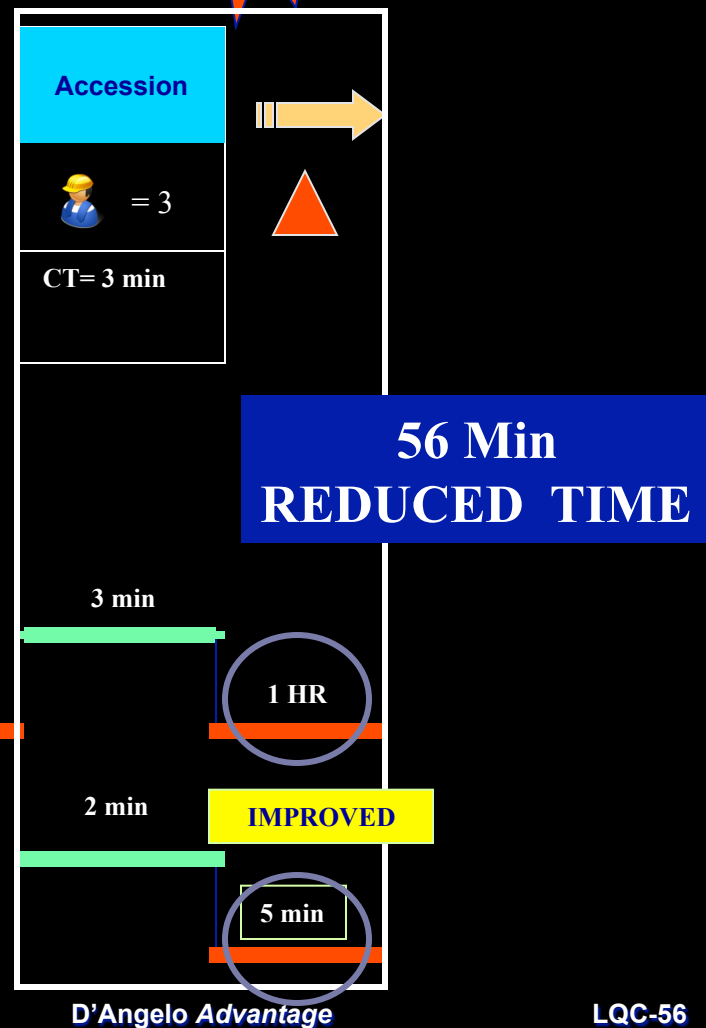 Accession
= 3
CT= 3 min
56 Min
REDUCED TIME
3 min
1 HR
2 min
IMPROVED
5 min
D'Angelo Advantage
LQC-56